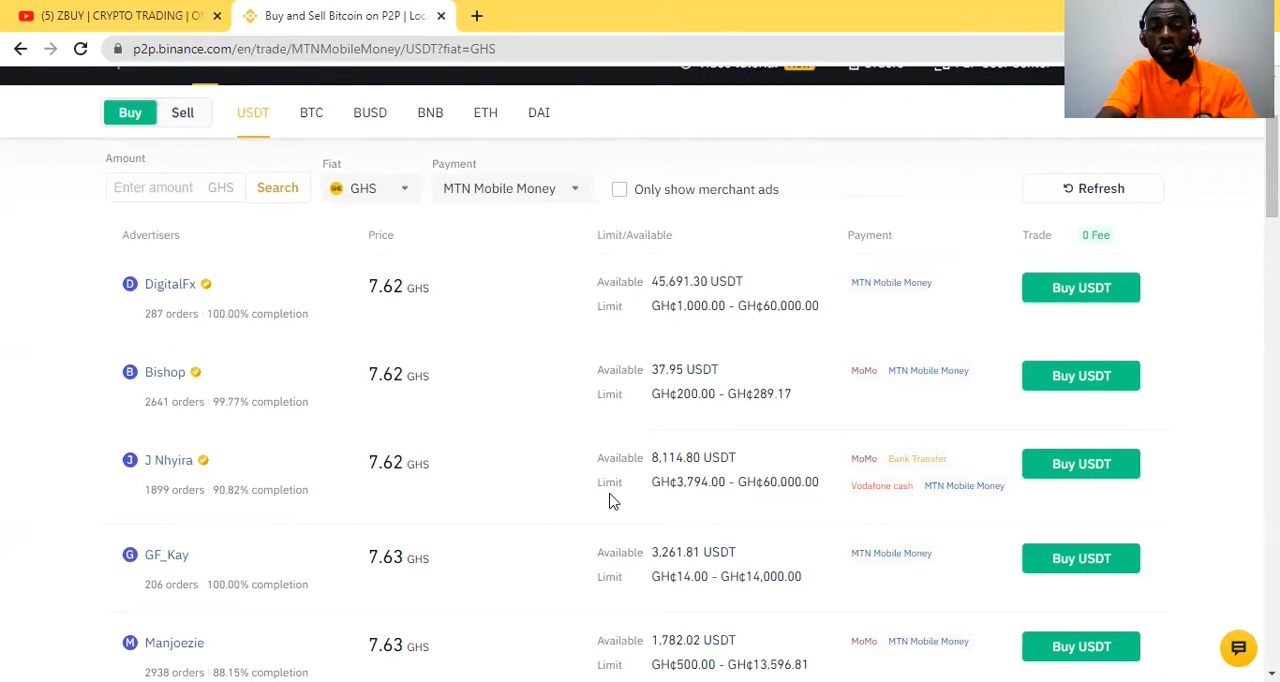 (5) ZBUY | CRYPTO TRADING | O
Buy and Sell Bitcoin on P2P | Loc
p2p.binance.com/en/trade/MTNMobileMoney/USDT?fiat=GHS
Buy Sell USDT BTC BUSD BNB ETH DAI
Amount Fiat Payment
Enter amount GHS Search GHS MTN Mobile Money Only show merchant ads Refresh
Advertisers Price Limit/Available Payment Trade 0 Fee
D DigitalFx 7.62 GHS Available 45,691.30 USDT MTN Mobile Money Buy USDT
287 orders 100.00% completion Limit GH₵1,000.00 - GH₵60,000.00
B Bishop 7.62 GHS Available 37.95 USDT MoMo MTN Mobile Money Buy USDT
2641 orders 99.77% completion Limit GH₵200.00 - GH₵289.17
J J Nhyira 7.62 GHS Available 8,114.80 USDT MoMo Bank Transfer Buy USDT
1899 orders 90.82% completion Limit GH₵3,794.00 - GH₵60,000.00 Vodafone cash MTN Mobile Money
G GF_Kay 7.63 GHS Available 3,261.81 USDT MTN Mobile Money Buy USDT
206 orders 100.00% completion Limit GH₵14.00 - GH₵14,000.00
M Manjoezie 7.63 GHS Available 1,782.02 USDT MoMo MTN Mobile Money Buy USDT
2938 orders 88.15% completion Limit GH₵500.00 - GH₵13,596.81